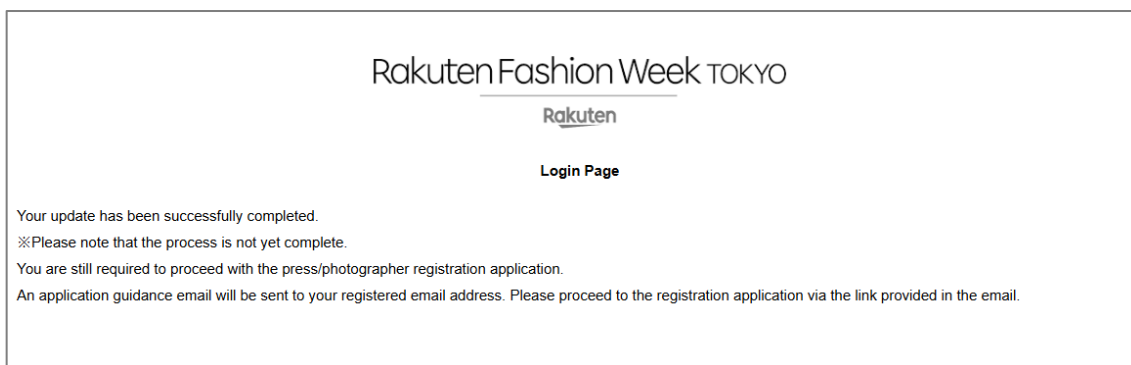 Rakuten Fashion Week TOKYO
Rakuten
Login Page
Your update has been successfully completed.
※Please note that the process is not yet complete.
You are still required to proceed with the press/photographer registration application.
An application guidance email will be sent to your registered email address. Please proceed to the registration application via the link provided in the email.